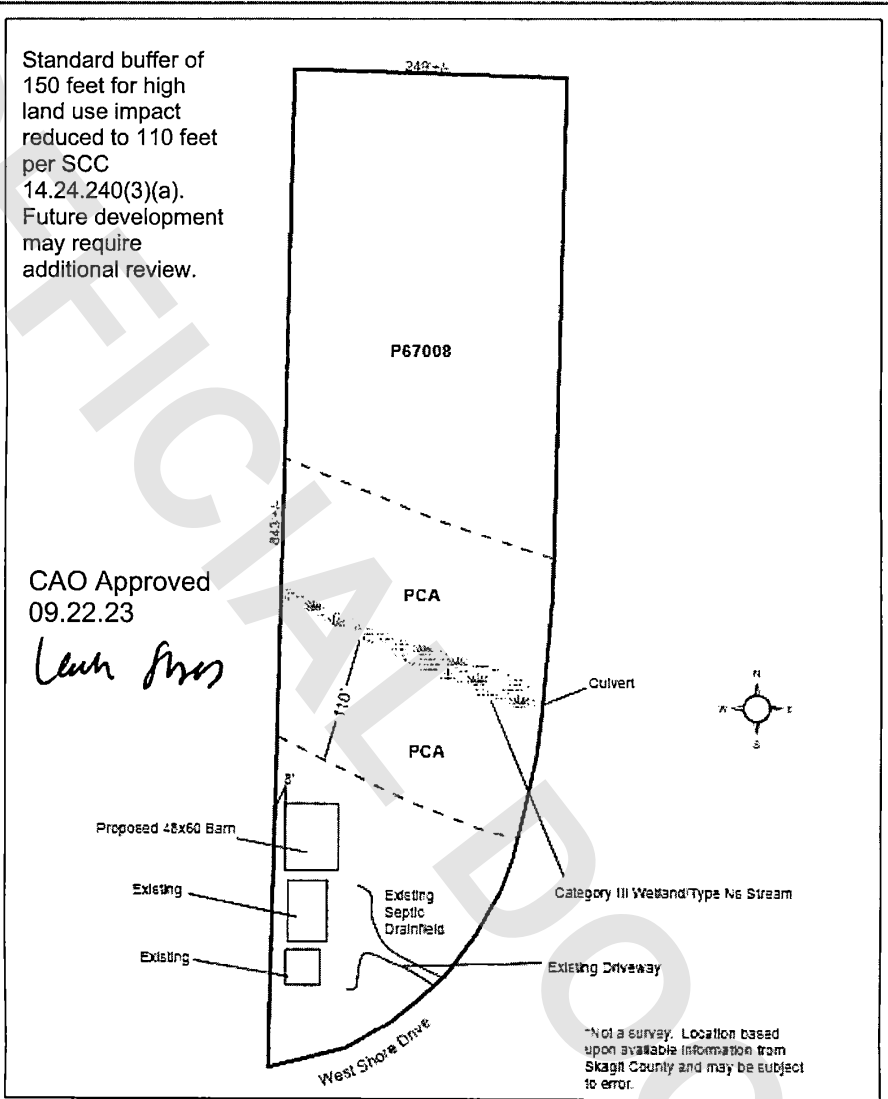 Standard buffer of
150 feet for high
land use impact
reduced to 110 feet
per SCC
14.24.240(3)(a).
Future development
may require
additional review.
249'+/-
P67008
843'+/-
CAO Approved
09.22.23
PCA
Culvert
N
W E
S
110'
PCA
8'
Proposed 48x60 Barn
Existing
Existing
Septic
Drainfield
Category III Wetland/Type Ns Stream
Existing
Existing Driveway
West Shore Drive
*Not a survey. Location based
upon available information from
Skagit County and may be subject
to error.